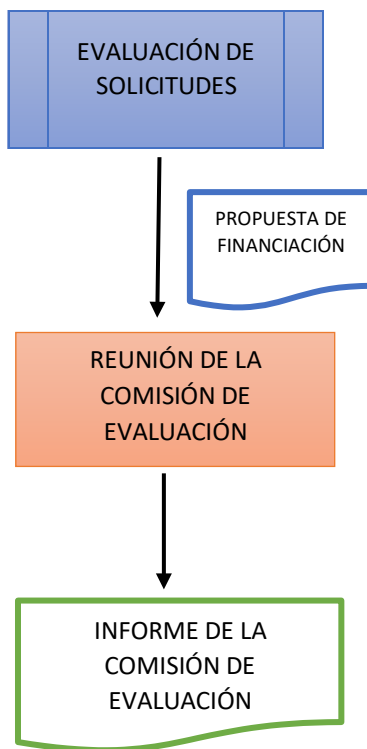 EVALUACIÓN DE
SOLICITUDES
PROPUESTA DE
FINANCIACIÓN
REUNIÓN DE LA
COMISIÓN DE
EVALUACIÓN
INFORME DE LA
COMISIÓN DE
EVALUACIÓN